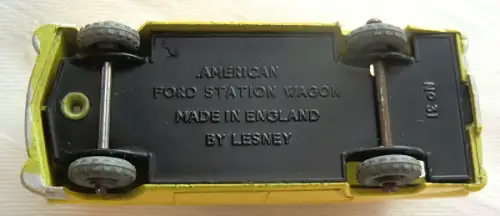 AMERICAN
FORD STATION WAGON
MADE IN ENGLAND
BY LESNEY
No 31